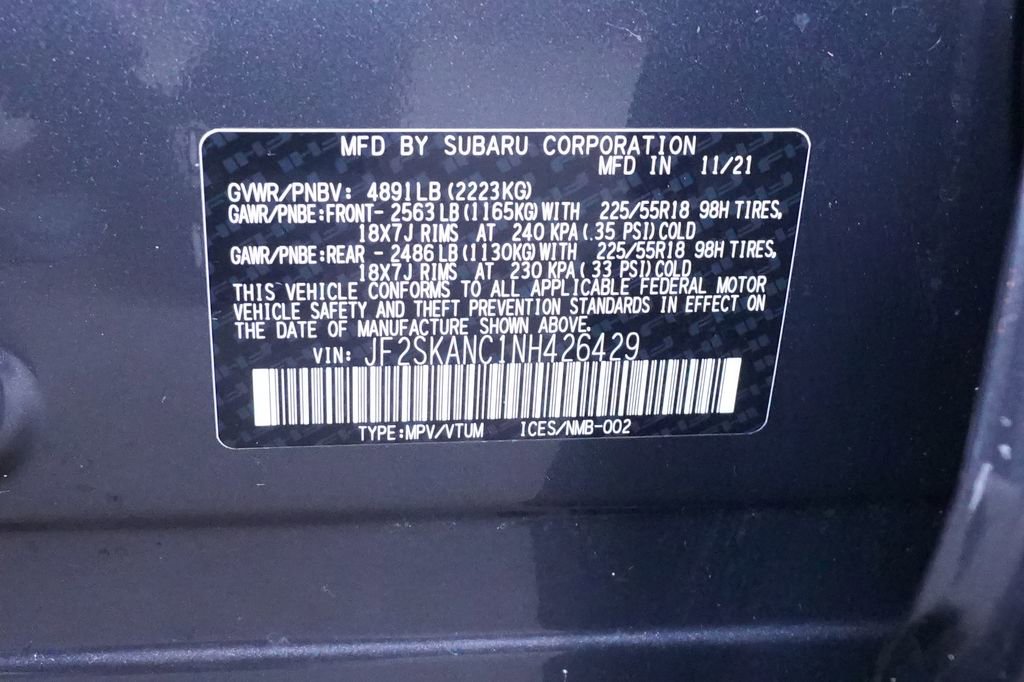 MFD BY SUBARU CORPORATION
MFD IN 11/21
GVWR/PNBV: 4891LB (2223KG)
GAWR/PNBE:FRONT- 2563 LB (1165KG) WITH 225/55R18 98H TIRES,
18X7J RIMS AT 240 KPA ( 35 PSI) COLD
GAWR/PNBE:REAR - 2486 LB (1130KG) WITH 225/55R18 98H TIRES,
18X7J RIMS AT 230 KPA ( 33 PSI) COLD
THIS VEHICLE CONFORMS TO ALL APPLICABLE FEDERAL MOTOR
VEHICLE SAFETY AND THEFT PREVENTION STANDARDS IN EFFECT ON
THE DATE OF MANUFACTURE SHOWN ABOVE.
VIN: JF2SKANC1NH426429
TYPE:MPV/VTUM ICES/NMB-002